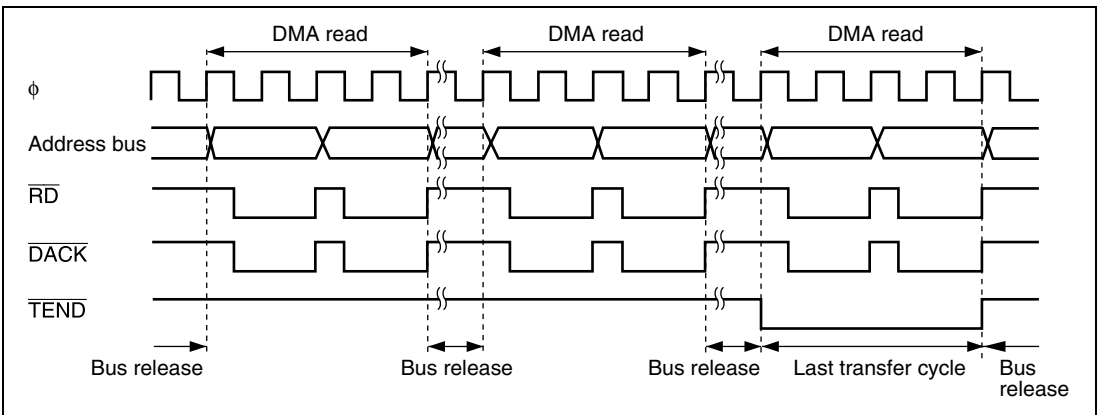 DMA read DMA read DMA read
ϕ
Address bus
RD
DACK
TEND
Bus release Bus release Bus release Last transfer cycle Bus
release